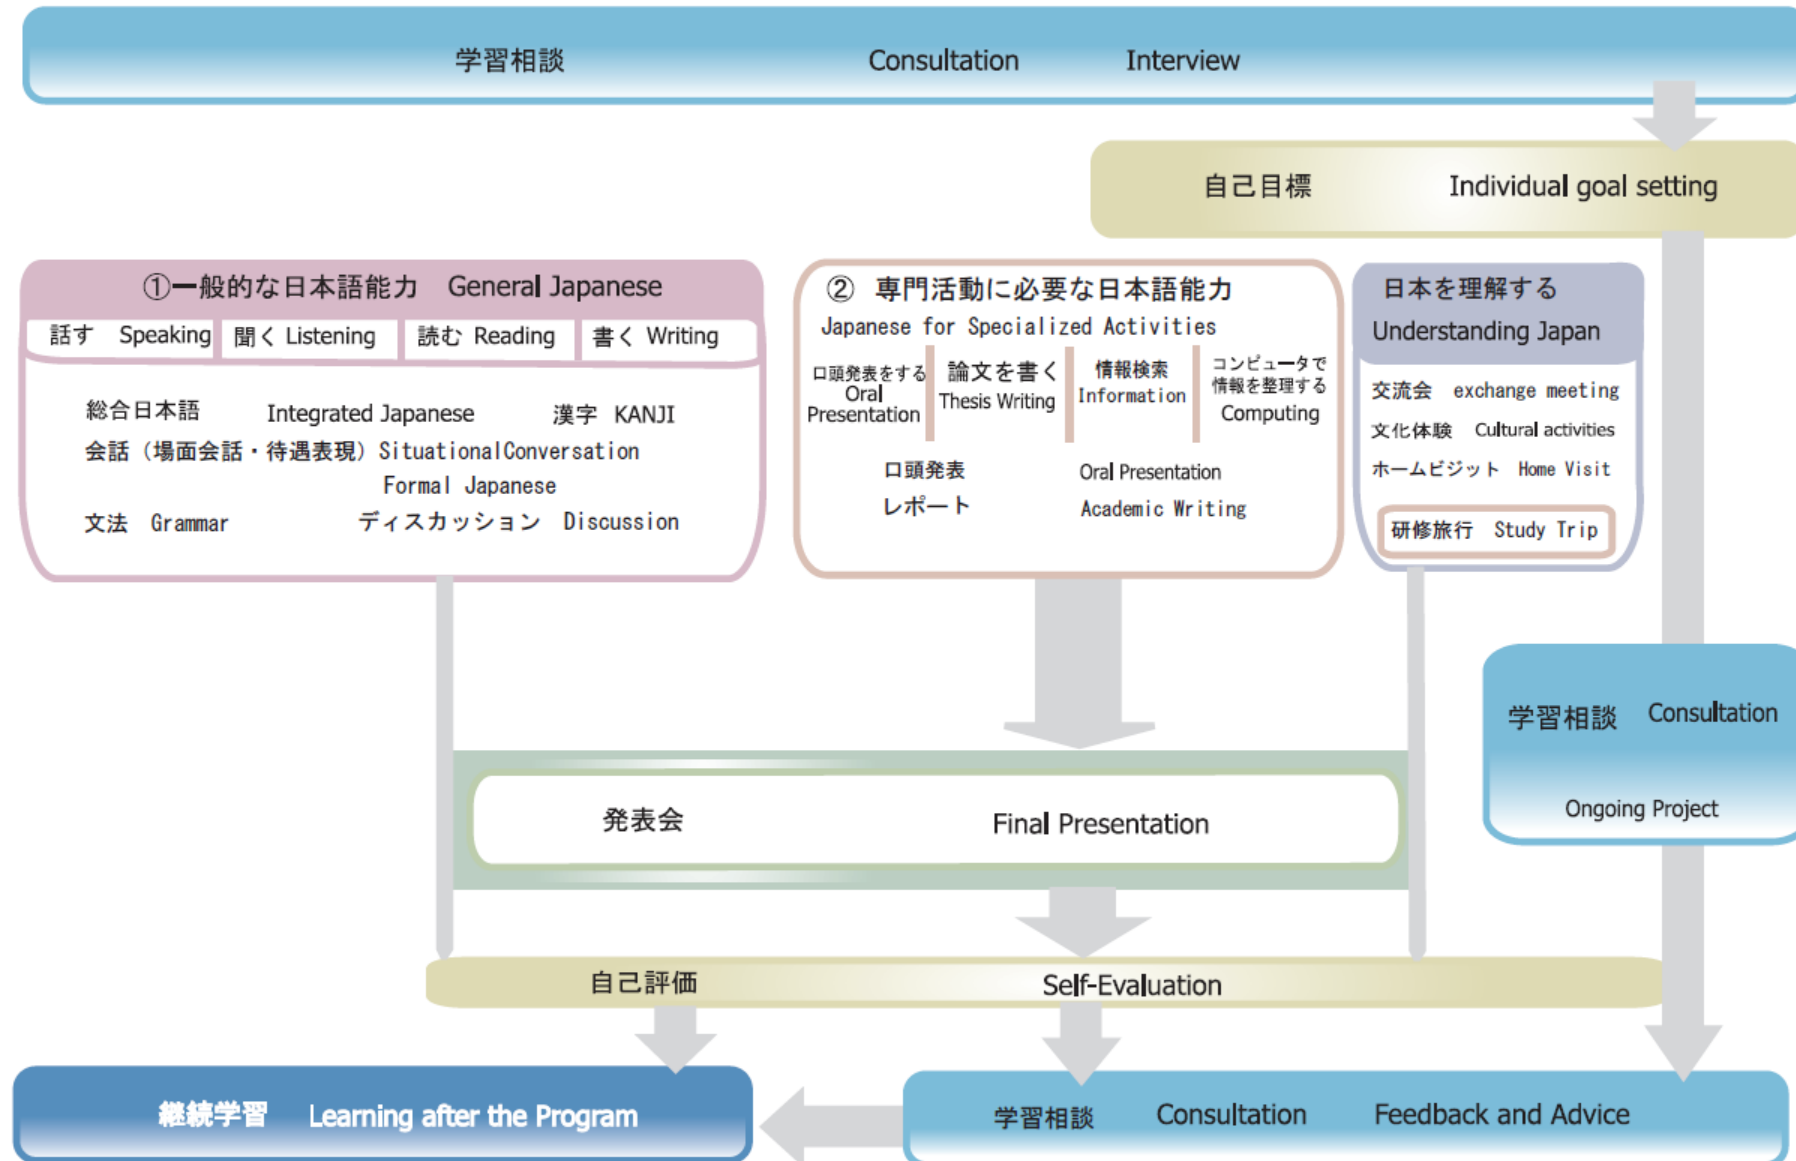 学習相談 Consultation Interview
自己目標 Individual goal setting
①一般的な日本語能力 General Japanese
話す Speaking 聞く Listening 読む Reading 書く Writing
総合日本語 Integrated Japanese 漢字 KANJI
会話（場面会話・待遇表現）SituationalConversation
Formal Japanese
文法 Grammar ディスカッション Discussion
② 専門活動に必要な日本語能力
Japanese for Specialized Activities
口頭発表をする
Oral
Presentation
論文を書く
Thesis Writing
情報検索
Information
コンピュータで
情報を整理する
Computing
口頭発表 Oral Presentation
レポート Academic Writing
日本を理解する
Understanding Japan
交流会 exchange meeting
文化体験 Cultural activities
ホームビジット Home Visit
研修旅行 Study Trip
学習相談 Consultation
Ongoing Project
発表会 Final Presentation
自己評価 Self-Evaluation
継続学習 Learning after the Program
学習相談 Consultation Feedback and Advice